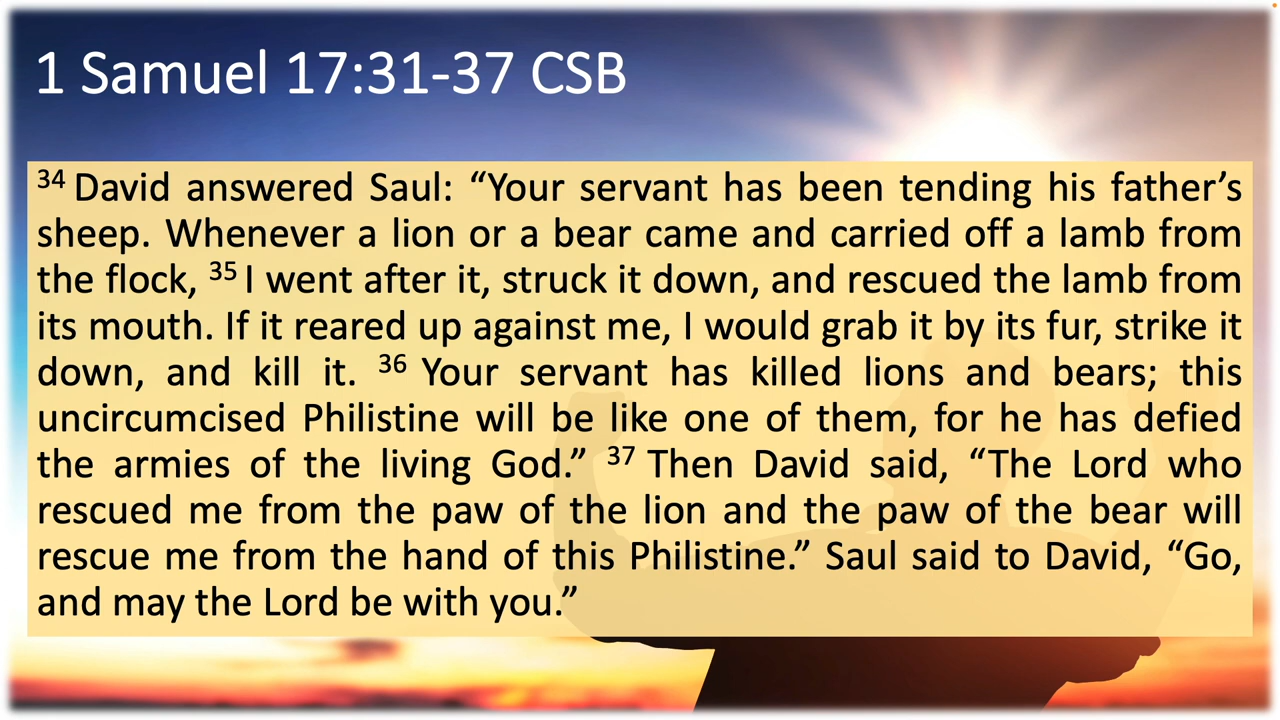 1 Samuel 17:31-37 CSB
34 David answered Saul: “Your servant has been tending his father’s
sheep. Whenever a lion or a bear came and carried off a lamb from
the flock, 35 I went after it, struck it down, and rescued the lamb from
its mouth. If it reared up against me, I would grab it by its fur, strike it
down, and kill it. 36 Your servant has killed lions and bears; this
uncircumcised Philistine will be like one of them, for he has defied
the armies of the living God.” 37 Then David said, “The Lord who
rescued me from the paw of the lion and the paw of the bear will
rescue me from the hand of this Philistine.” Saul said to David, “Go,
and may the Lord be with you.”